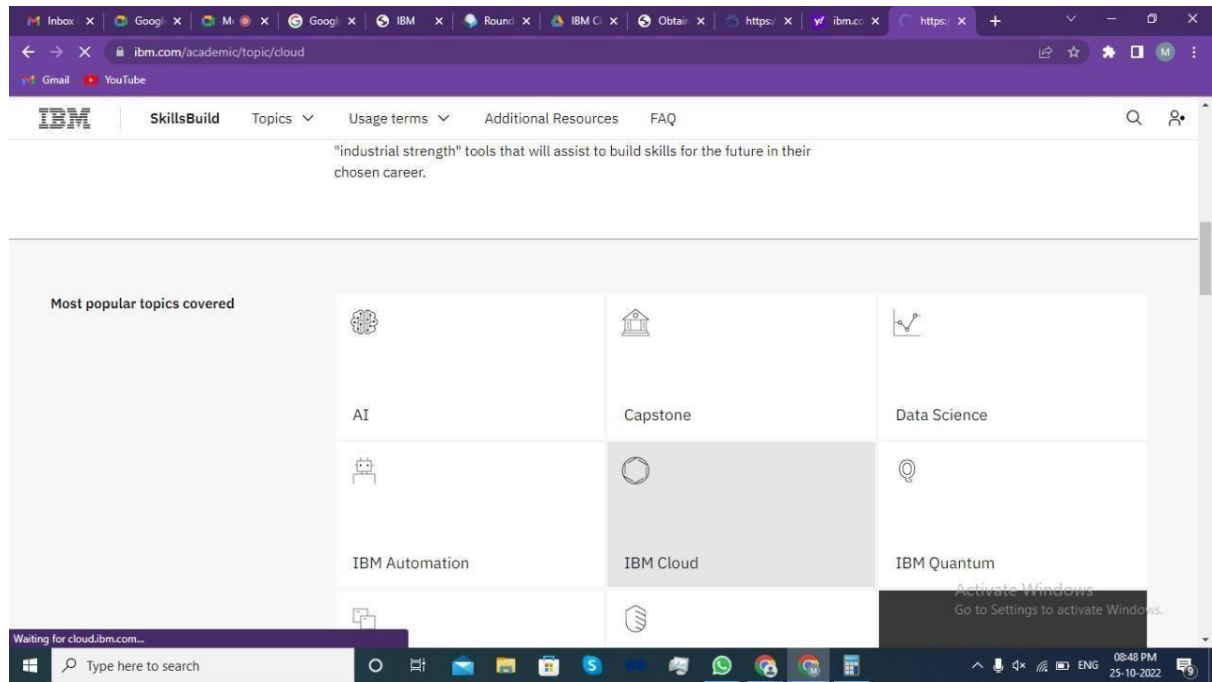 Inbox
Googl
M
Googl
IBM
Round
IBM C
Obtain
https:/
ibm.co
https:/
ibm.com/academic/topic/cloud
M
Gmail YouTube
IBM SkillsBuild Topics Usage terms Additional Resources FAQ
"industrial strength" tools that will assist to build skills for the future in their
chosen career.
Most popular topics covered
AI Capstone Data Science
IBM Automation IBM Cloud IBM Quantum
Activate Windows
Go to Settings to activate Windows.
Waiting for cloud.ibm.com...
Type here to search
ENG
08:48 PM
25-10-2022